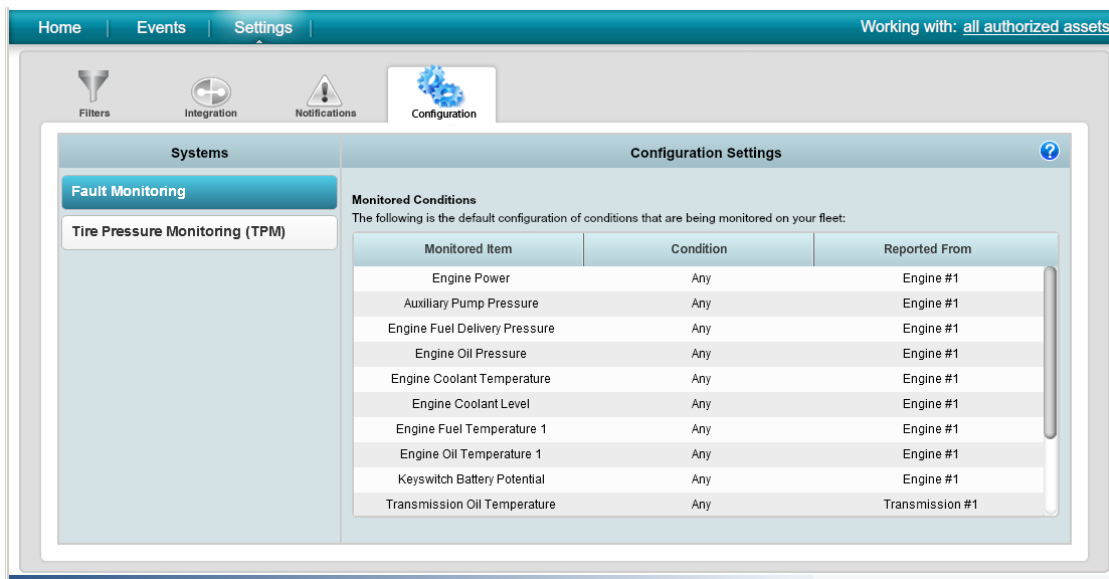 Home | Events | Settings | Working with: all authorized assets
Filters Integration Notifications Configuration
Systems Configuration Settings ?
Fault Monitoring
Tire Pressure Monitoring (TPM)
Monitored Conditions
The following is the default configuration of conditions that are being monitored on your fleet:
Monitored Item Condition Reported From
Engine Power Any Engine #1
Auxiliary Pump Pressure Any Engine #1
Engine Fuel Delivery Pressure Any Engine #1
Engine Oil Pressure Any Engine #1
Engine Coolant Temperature Any Engine #1
Engine Coolant Level Any Engine #1
Engine Fuel Temperature 1 Any Engine #1
Engine Oil Temperature 1 Any Engine #1
Keyswitch Battery Potential Any Engine #1
Transmission Oil Temperature Any Transmission #1